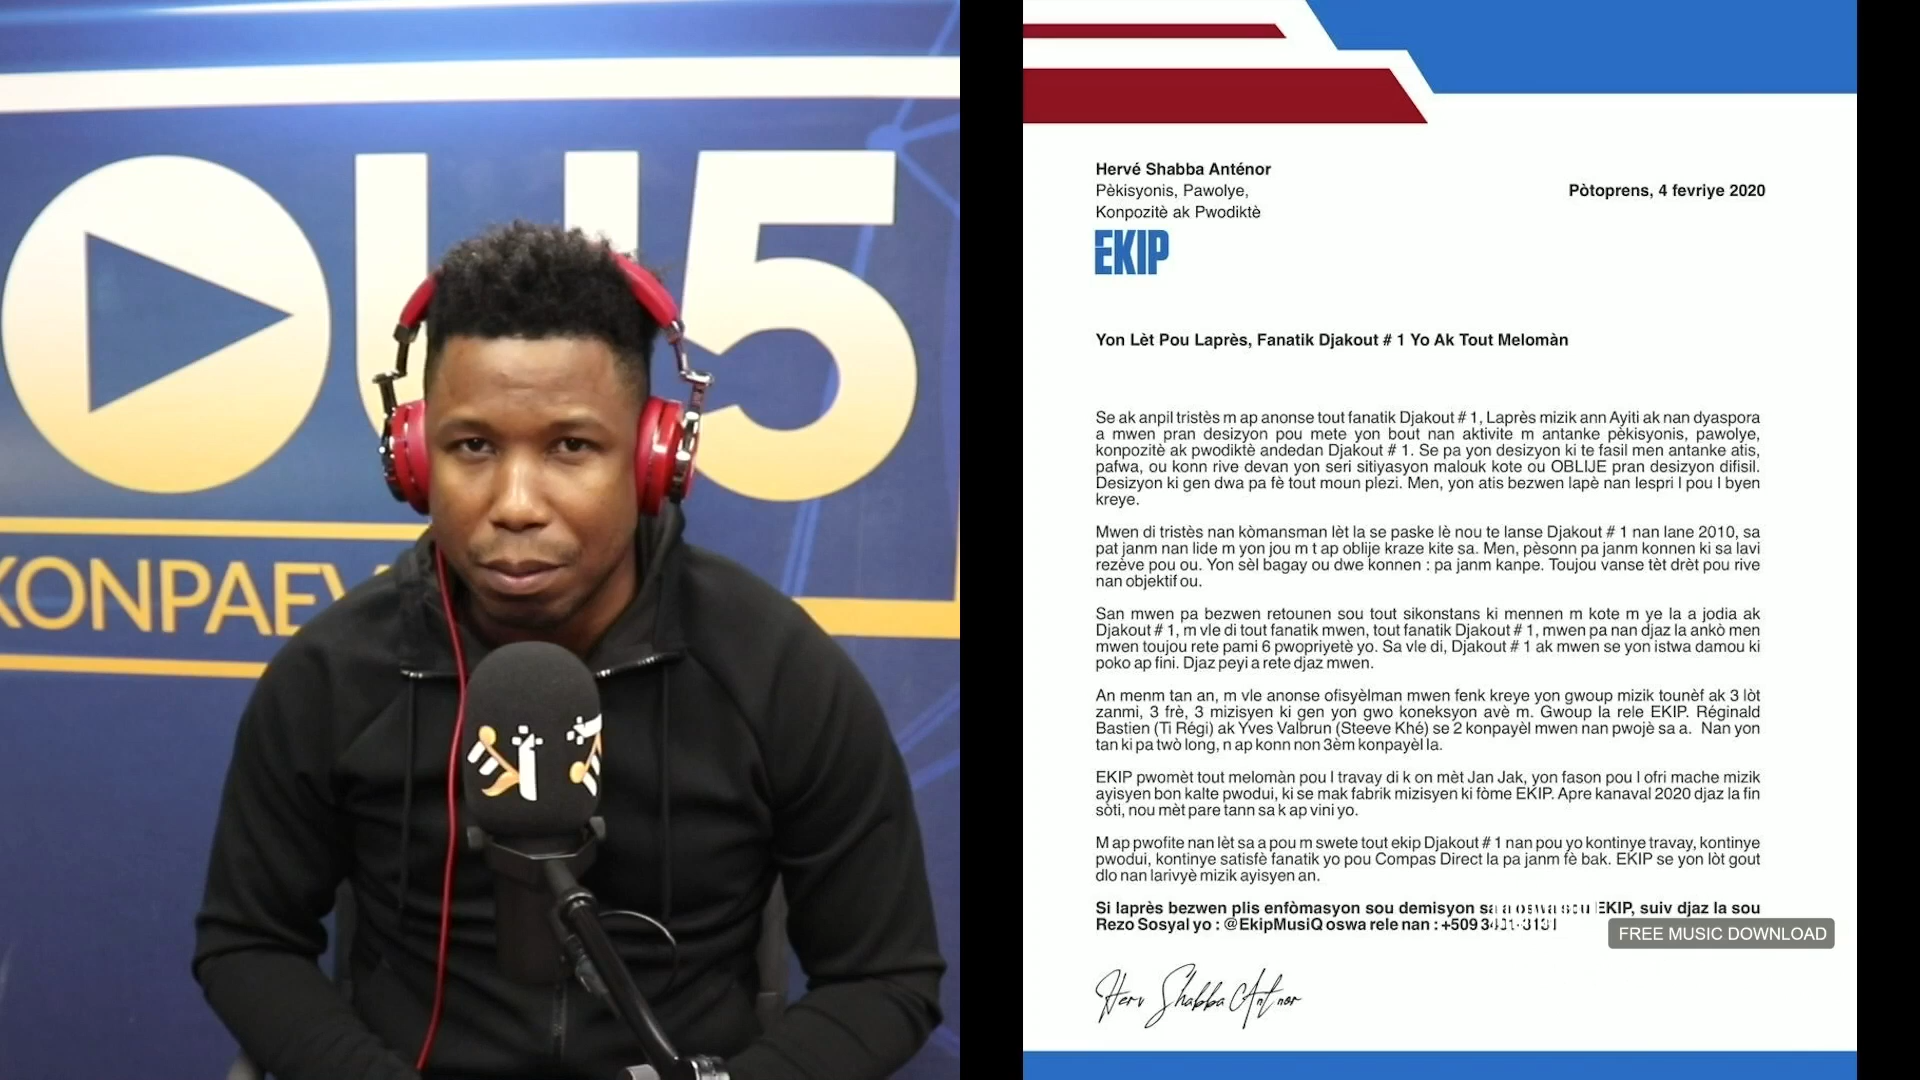 U5
KONPAEV
Hervé Shabba Anténor
Pèkisyonis, Pawolye,
Konpozitè ak Pwodiktè
Pòtoprens, 4 fevriye 2020
EKIP
Yon Lèt Pou Laprès, Fanatik Djakout # 1 Yo Ak Tout Melomàn
Se ak anpil tristès m ap anonse tout fanatik Djakout # 1, Laprès mizik ann Ayiti ak nan dyaspora
a mwen pran desizyon pou mete yon bout nan aktivite m antanke pèkisyonis, pawolye,
konpozitè ak pwodiktè andedan Djakout # 1. Se pa yon desizyon ki te fasil men antanke atis,
pafwa, ou konn rive devan yon seri sitiyasyon malouk kote ou OBLIJE pran desizyon difisil.
Desizyon ki gen dwa pa fè tout moun plezi. Men, yon atis bezwen lapè nan lespri l pou l byen
kreye.
Mwen di tristès nan kòmansman lèt la se paske lè nou te lanse Djakout # 1 nan lane 2010, sa
pat janm nan lide m yon jou m t ap oblije kraze kite sa. Men, pèsonn pa janm konnen ki sa lavi
rezève pou ou. Yon sèl bagay ou dwe konnen : pa janm kanpe. Toujou vanse tèt drèt pou rive
nan objektif ou.
San mwen pa bezwen retounen sou tout sikonstans ki mennen m kote m ye la a jodia ak
Djakout # 1, m vle di tout fanatik mwen, tout fanatik Djakout # 1, mwen pa nan djaz la ankò men
mwen toujou rete pami 6 pwopriyetè yo. Sa vle di, Djakout # 1 ak mwen se yon istwa damou ki
poko ap fini. Djaz peyi a rete djaz mwen.
An menm tan an, m vle anonse ofisyèlman mwen fenk kreye yon gwoup mizik tounèf ak 3 lòt
zanmi, 3 frè, 3 mizisyen ki gen yon gwo koneksyon avè m. Gwoup la rele EKIP. Réginald
Bastien (Ti Régi) ak Yves Valbrun (Steeve Khé) se 2 konpayèl mwen nan pwojè sa a. Nan yon
tan ki pa twò long, n ap konn non 3èm konpayèl la.
EKIP pwomèt tout melomàn pou l travay di k on mèt Jan Jak, yon fason pou l ofri mache mizik
ayisyen bon kalte pwodui, ki se mak fabrik mizisyen ki fòme EKIP. Apre kanaval 2020 djaz la fin
sòti, nou mèt pare tann sa k ap vini yo.
M ap pwofite nan lèt sa a pou m swete tout ekip Djakout # 1 nan pou yo kontinye travay, kontinye
pwodui, kontinye satisfè fanatik yo pou Compas Direct la pa janm fè bak. EKIP se yon lòt gout
dlo nan larivyè mizik ayisyen an.
Si laprès bezwen plis enfòmasyon sou demisyon sa a oswa sou EKIP, suiv djaz la sou
Rezo Sosyal yo : @EkipMusiQ oswa rele nan : +509
FREE MUSIC DOWNLOAD
Herv Shabba Ant nor